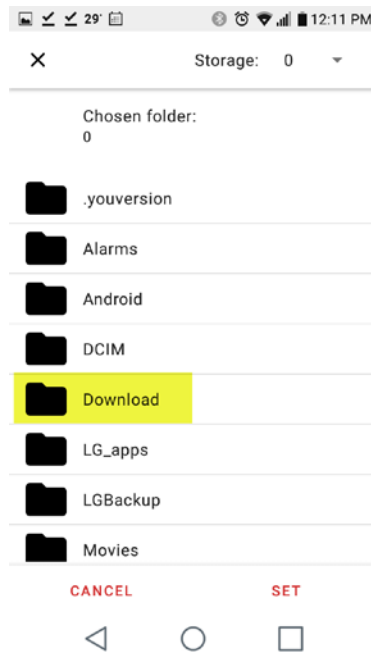 29° 12:11 PM
Storage: 0
Chosen folder:
0
.youversion
Alarms
Android
DCIM
Download
LG_apps
LGBackup
Movies
CANCEL SET